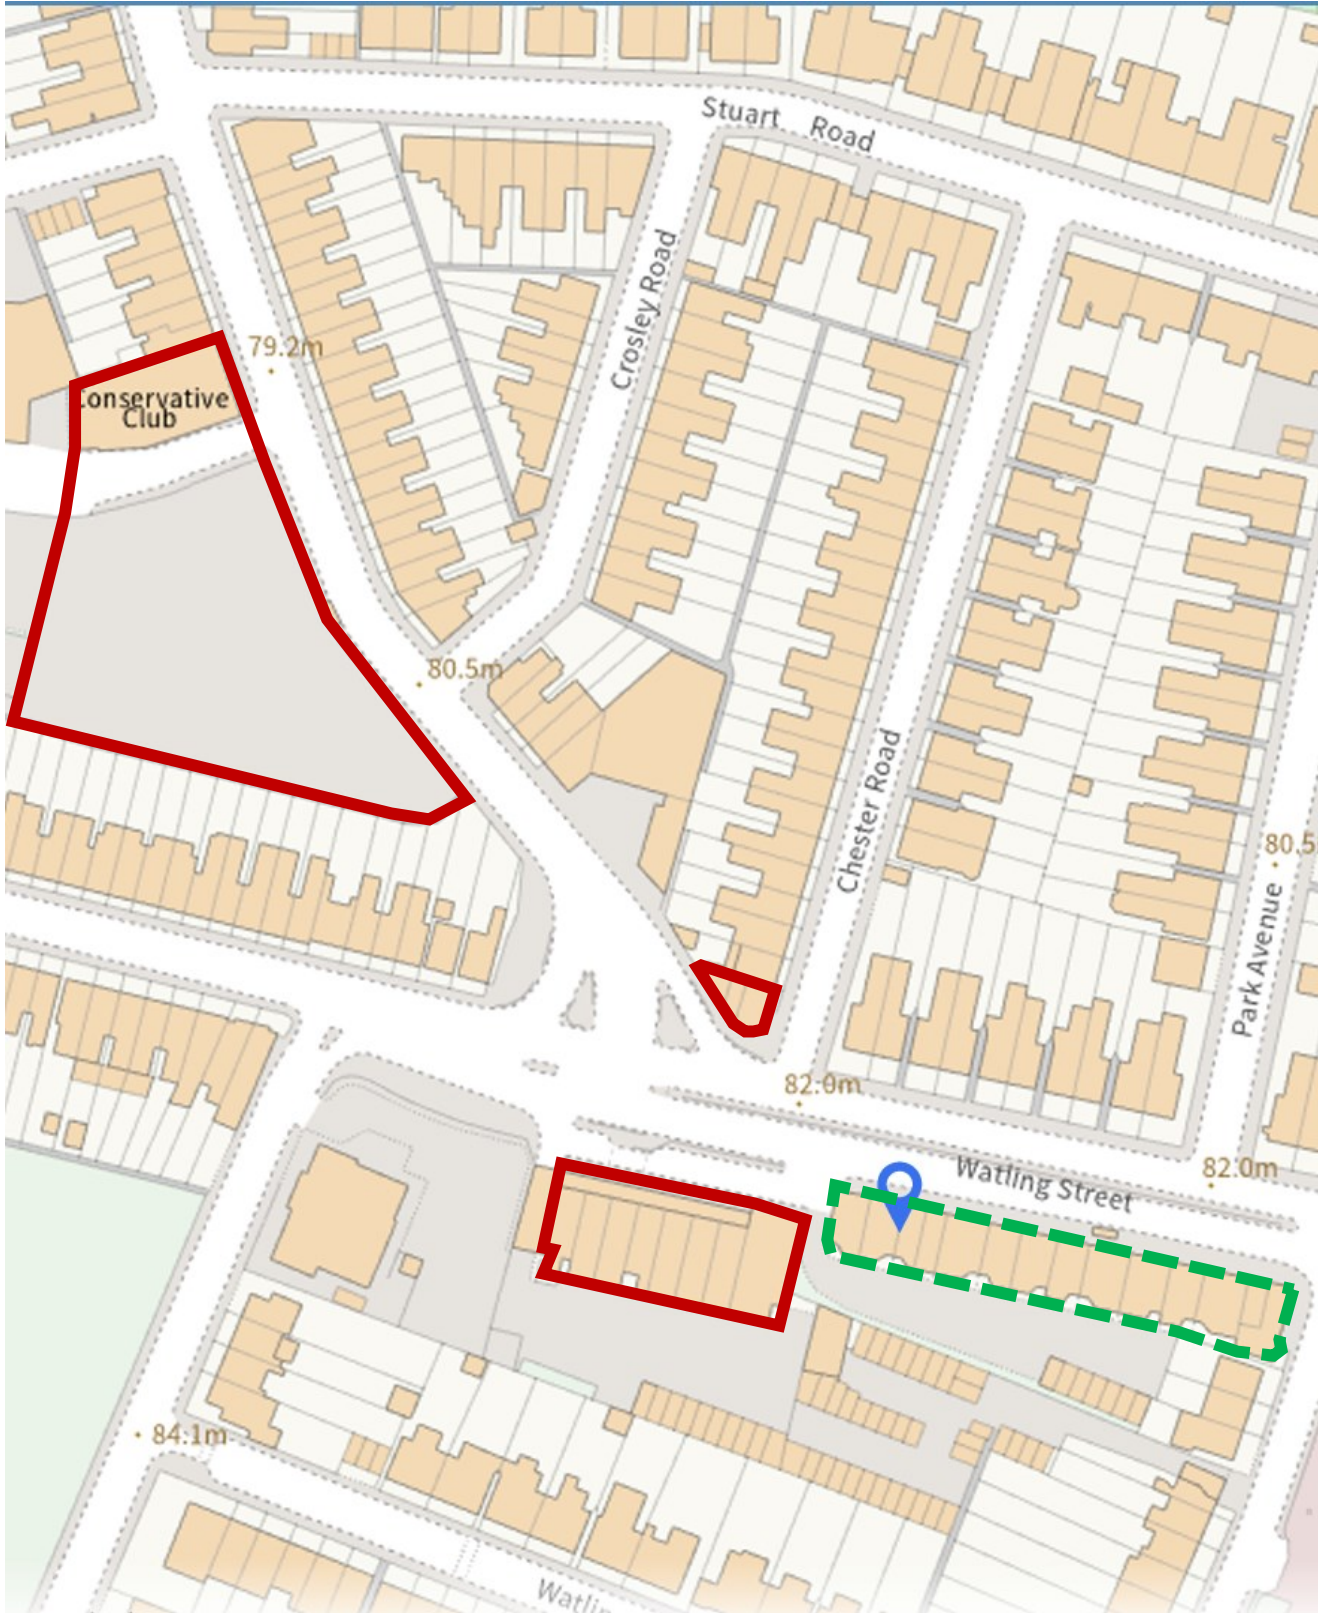 Stuart Road
Crosley Road
79.2m
Conservative
Club
80.5m
Chester Road
80.5
Park Avenue
82.0m
Watling Street
82.0m
84.1m
Watlin